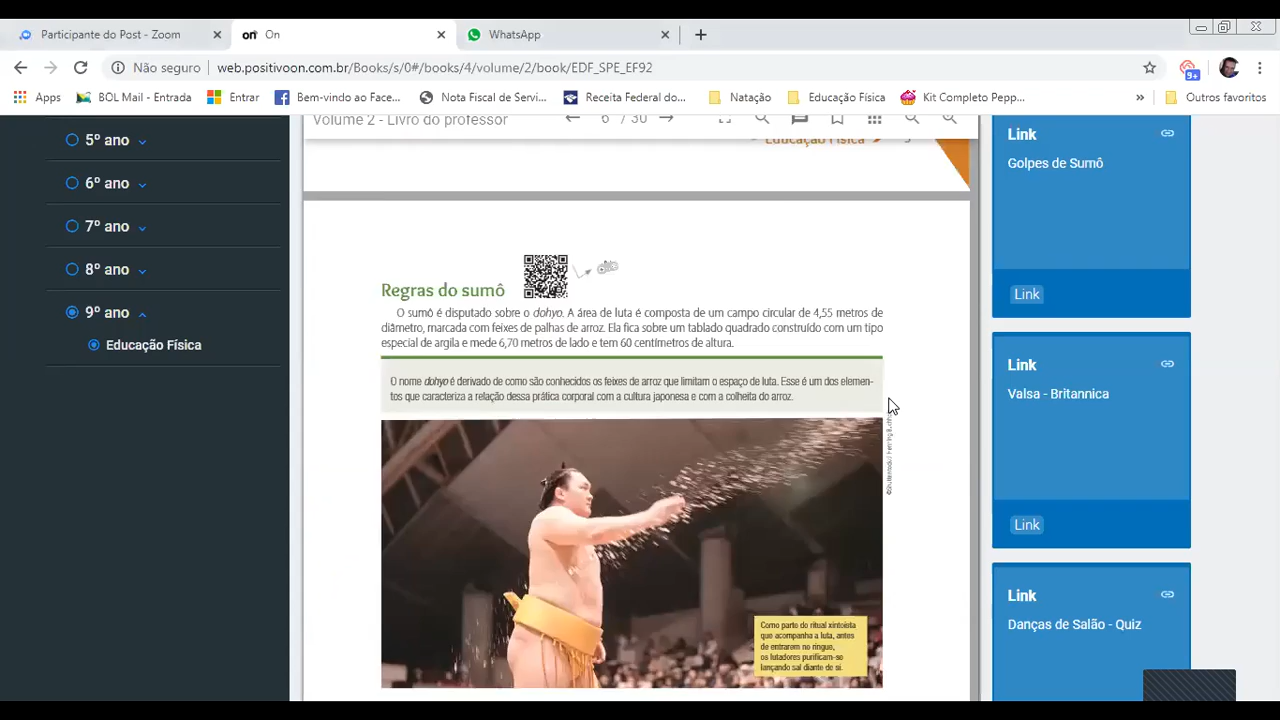 Participante do Post - Zoom
On
WhatsApp
Não seguro
web.positivoon.com.br/Books/s/0#/books/4/volume/2/book/EDF_SPE_EF92
9+
Apps
BOL Mail - Entrada
Entrar
Bem-vindo ao Face...
Nota Fiscal de Servi...
Receita Federal do...
Natação
Educação Física
Kit Completo Pepp...
»
Outros favoritos
5º ano
6º ano
7º ano
8º ano
9º ano
Educação Física
Volume 2 - Livro do professor
6 / 30
Educação Física
Regras do sumô
O sumô é disputado sobre o dohyo. A área de luta é composta de um campo circular de 4,55 metros de
diâmetro, marcada com feixes de palhas de arroz. Ela fica sobre um tablado quadrado construído com um tipo
especial de argila e mede 6,70 metros de lado e tem 60 centímetros de altura.
O nome dohyo é derivado de como são conhecidos os feixes de arroz que limitam o espaço de luta. Esse é um dos elemen-
tos que caracteriza a relação dessa prática corporal com a cultura japonesa e com a colheita do arroz.
Como parte do ritual xintoísta
que acompanha a luta, antes
de entrarem no ringue,
os lutadores purificam-se
lançando sal diante de si.
Link
Golpes de Sumô
Link
Link
Valsa - Britannica
Link
Link
Danças de Salão - Quiz